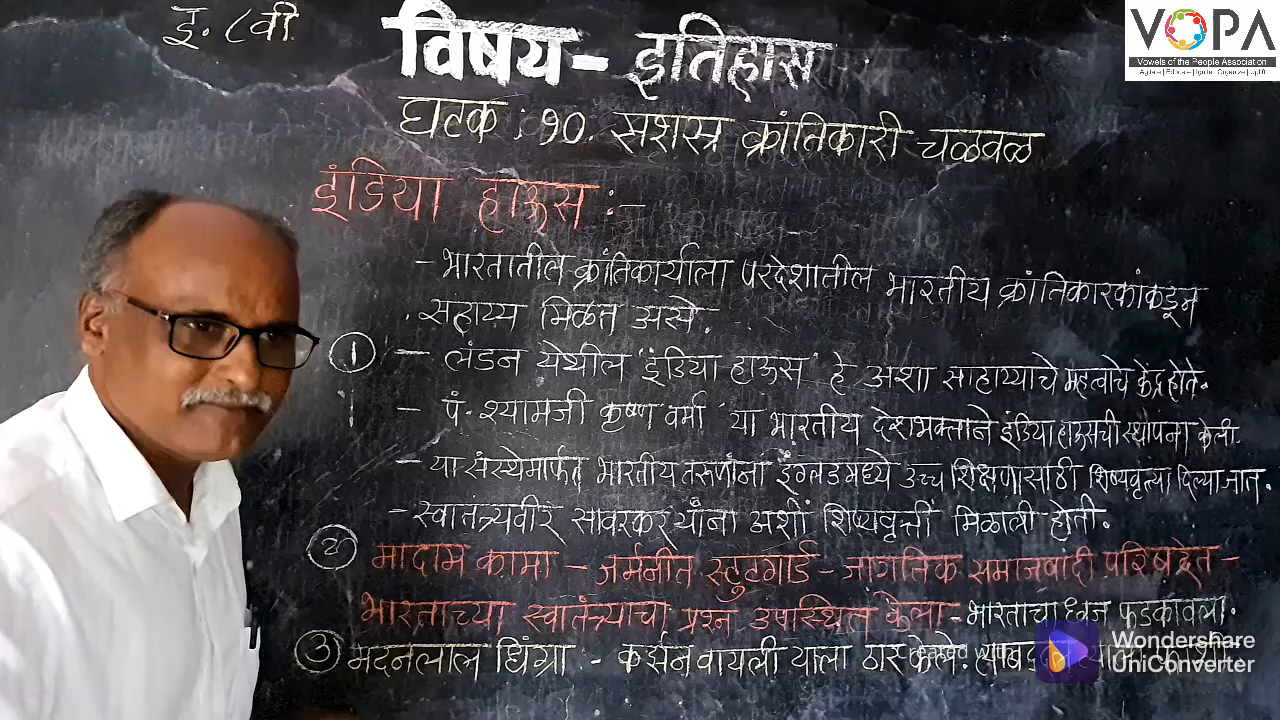 इ. ८वी
विषय - इतिहास
VOPA
Vowels of the People Association
घटक : १०. सशस्त्र क्रांतिकारी चळवळ
इंडिया हाऊस :-
- भारतातील क्रांतिकार्याला परदेशातील भारतीय क्रांतिकारकांकडून
सहाय्य मिळत असे.
① - लंडन येथील 'इंडिया हाऊस' हे अशा साहाय्याचे महत्वाचे केंद्र होते.
- पं. श्यामजी कृष्ण वर्मा या भारतीय देशभक्ताने इंडिया हाऊसची स्थापना केली.
- या संस्थेमार्फत भारतीय तरुणांना इंग्लडमध्ये उच्च शिक्षणासाठी शिष्यवृत्या दिल्या जात.
- स्वातंत्र्यवीर सावरकर यांना अशी शिष्यवृत्ती मिळाली होती.
② मादाम कामा - जर्मनीत स्टुटगार्ड - जागतिक समाजवादी परिषदेत -
भारताच्या स्वातंत्र्याचा प्रश्न उपस्थित केला - भारताचा ध्वज फडकावला.
③ मदनलाल धिंग्रा - कर्झन वायली याला ठार केले.
Wondershare
UniConverter